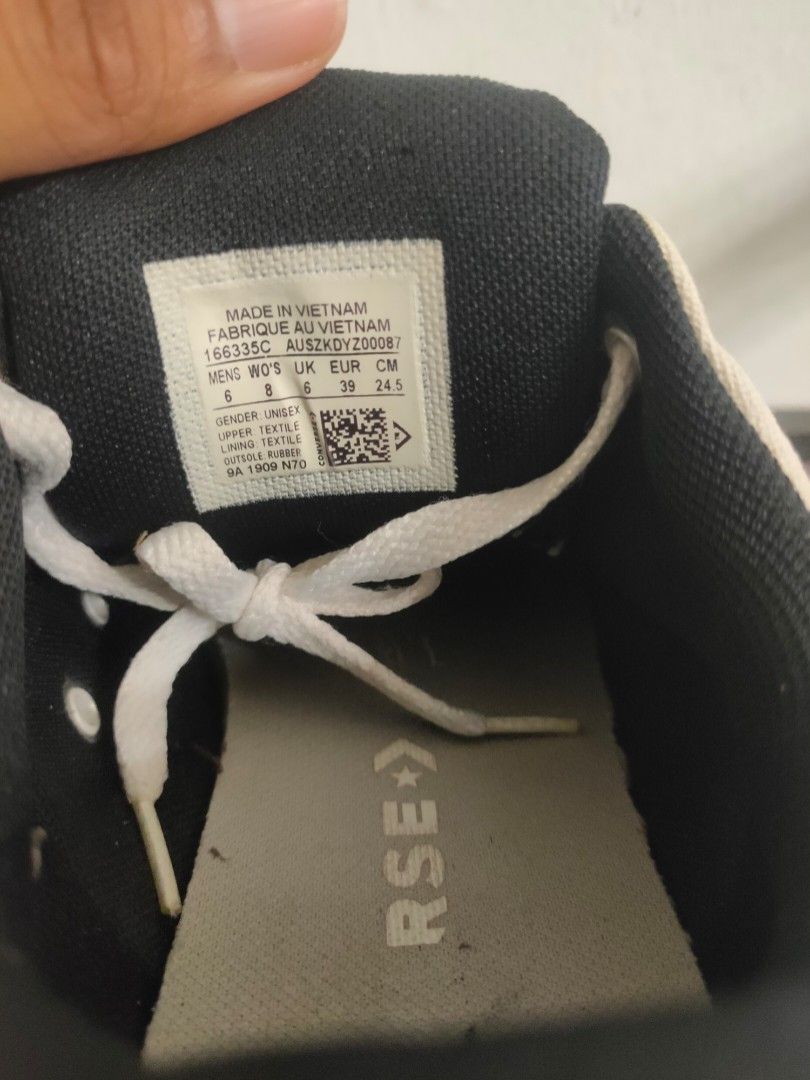 MADE IN VIETNAM
FABRIQUE AU VIETNAM
166335C AUSZKDYZ00087
MENS WO'S UK EUR CM
6 8 6 39 24.5
GENDER: UNISEX
UPPER: TEXTILE
LINING: TEXTILE
OUTSOLE: RUBBER
9A 1909 N70
CONVERSE
RSE